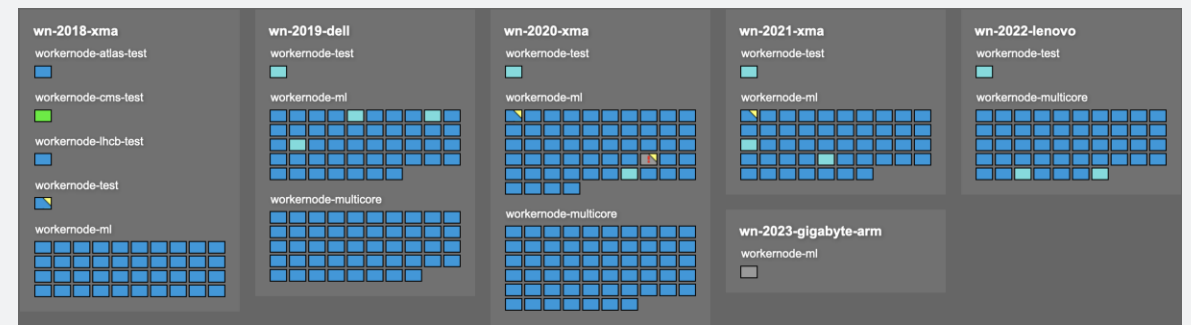 wn-2018-xma
workernode-atlas-test
workernode-cms-test
workernode-lhcb-test
workernode-test
workernode-ml
wn-2019-dell
workernode-test
workernode-ml
workernode-multicore
wn-2020-xma
workernode-test
workernode-ml
!
workernode-multicore
wn-2021-xma
workernode-test
workernode-ml
wn-2023-gigabyte-arm
workernode-ml
wn-2022-lenovo
workernode-test
workernode-multicore